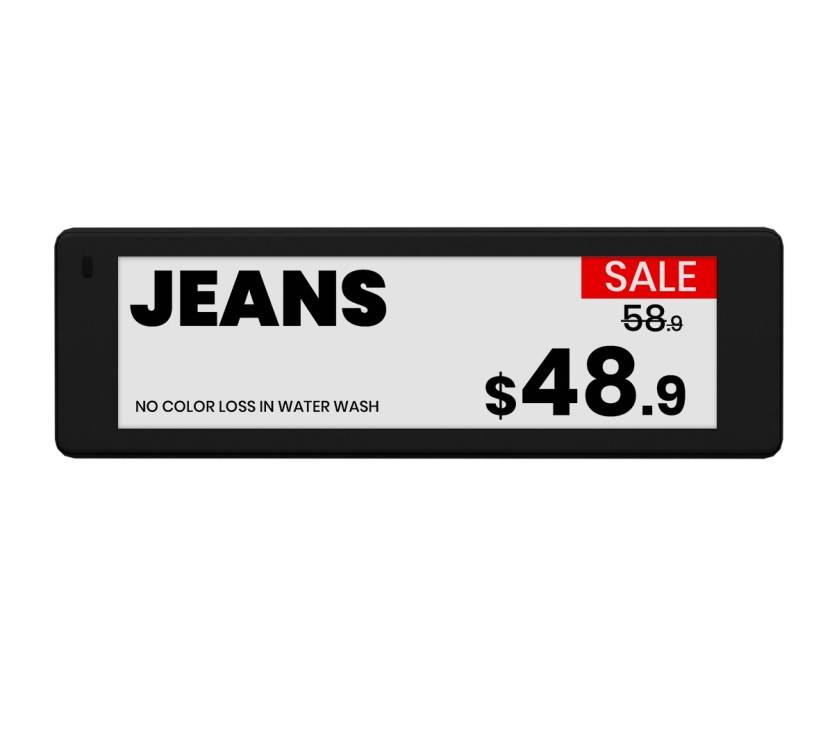 JEANS
SALE
58.9
$48.9
NO COLOR LOSS IN WATER WASH